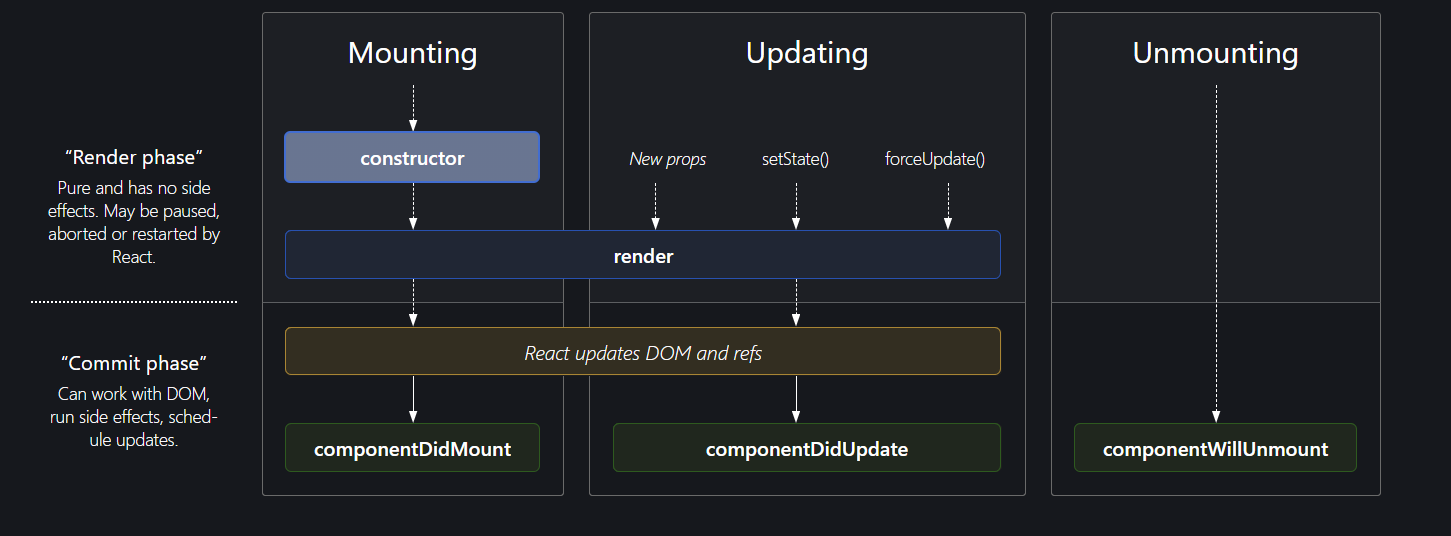 Mounting
Updating
Unmounting
“Render phase”
Pure and has no side
effects. May be paused,
aborted or restarted by
React.
constructor
New props
setState()
forceUpdate()
render
“Commit phase”
Can work with DOM,
run side effects, sched-
ule updates.
React updates DOM and refs
componentDidMount
componentDidUpdate
componentWillUnmount